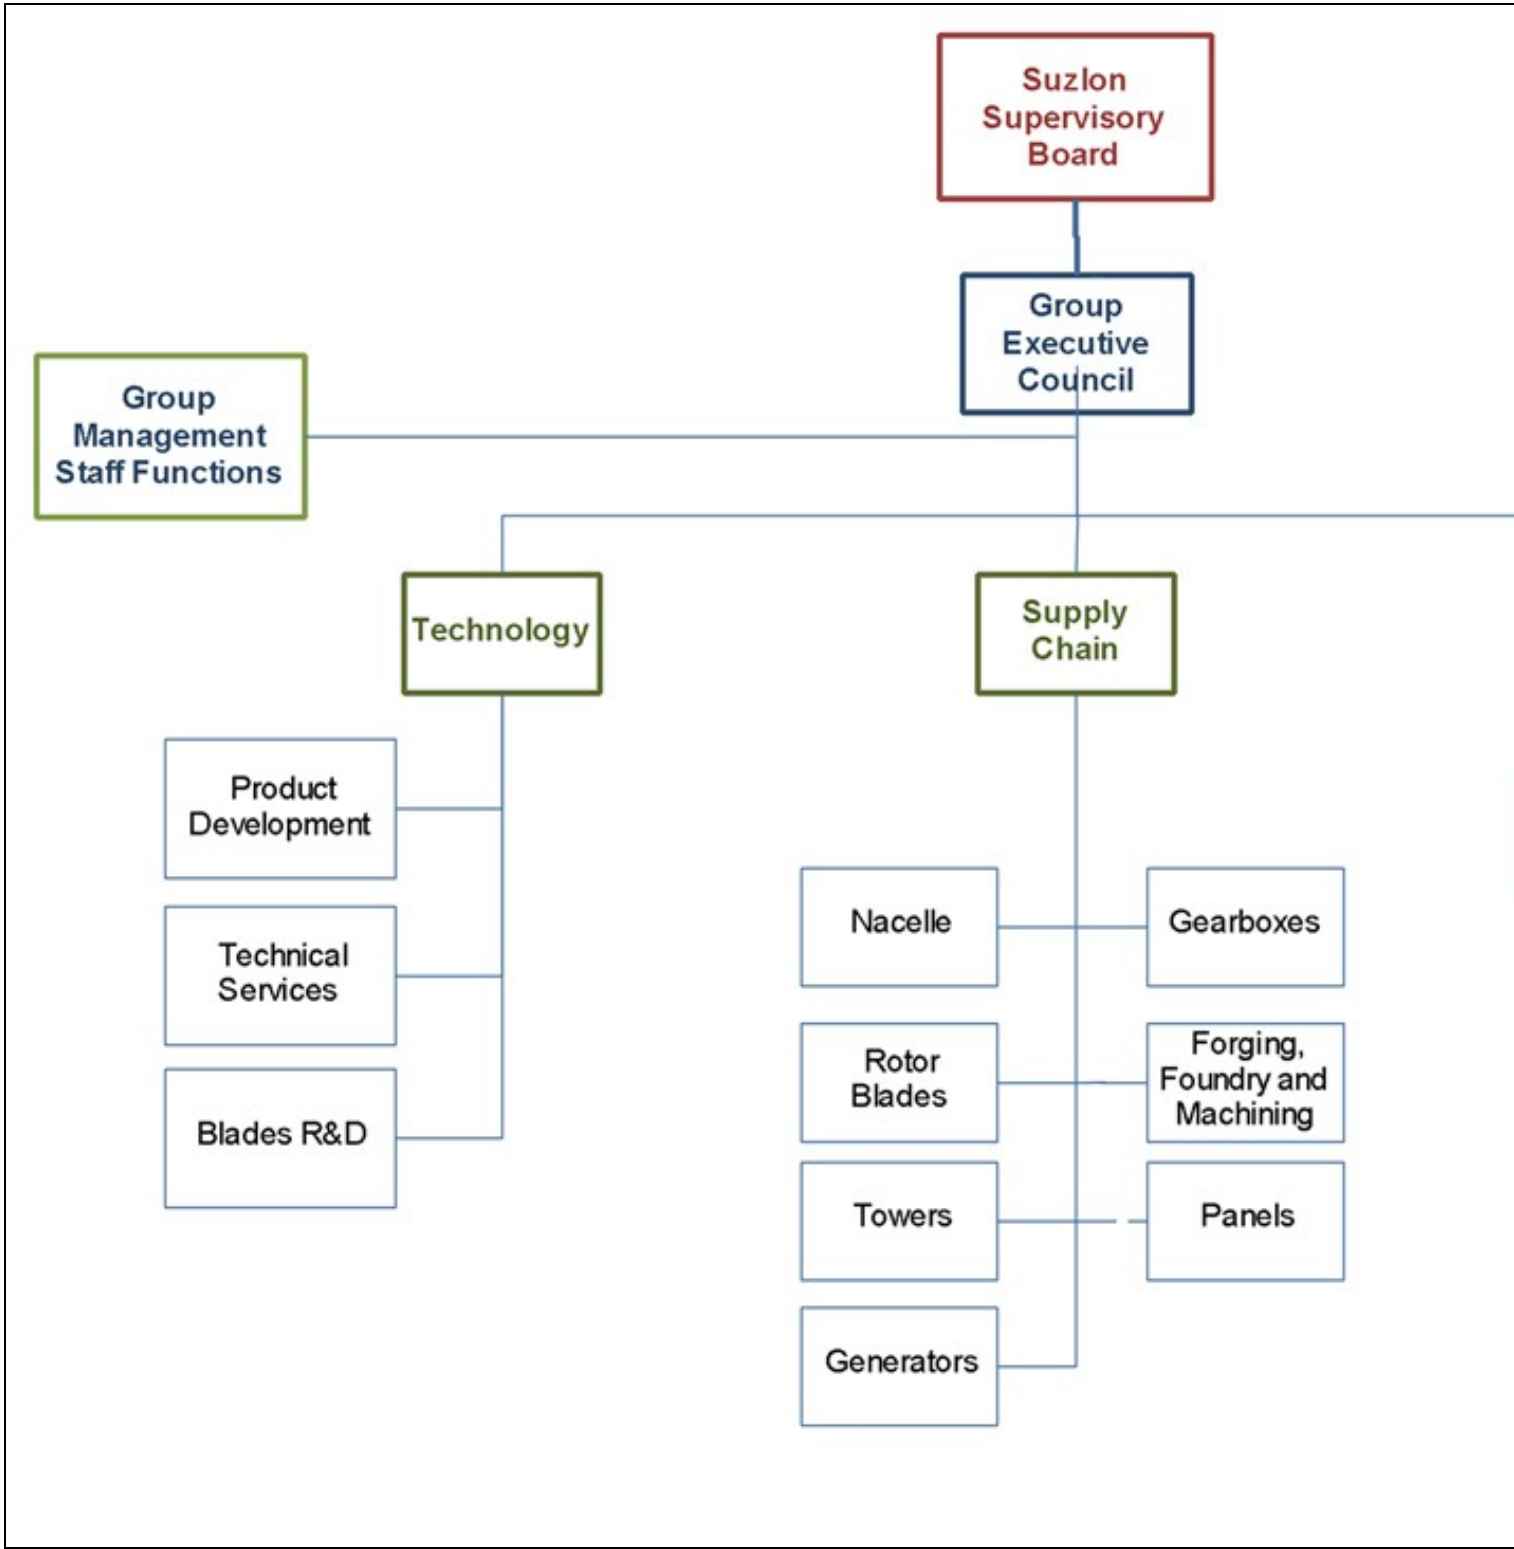 Suzlon
Supervisory
Board
Group
Executive
Council
Group
Management
Staff Functions
Technology
Supply
Chain
Product
Development
Technical
Services
Blades R&D
Nacelle
Gearboxes
Rotor
Blades
Forging,
Foundry and
Machining
Towers
Panels
Generators